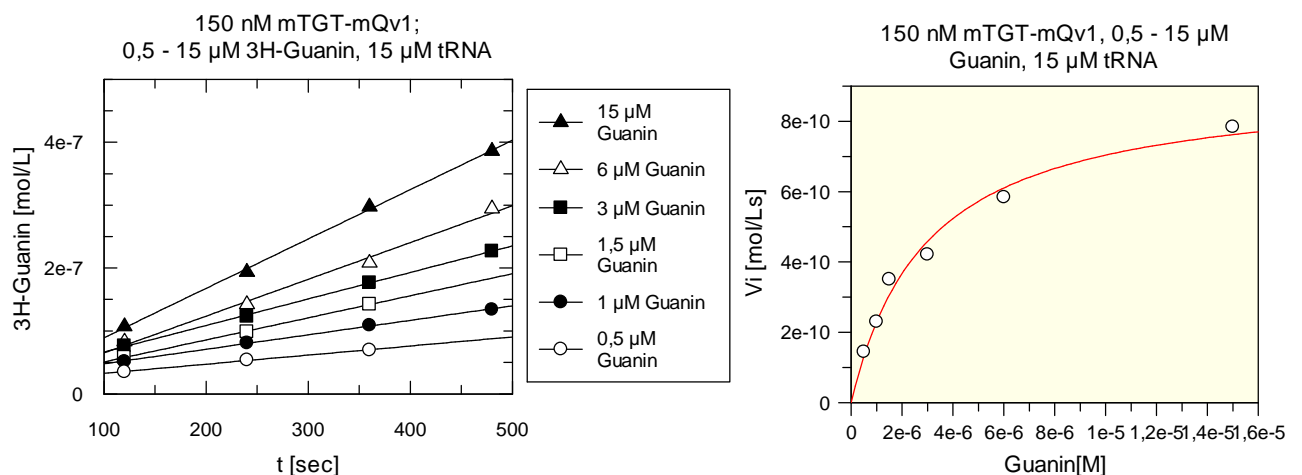 150 nM mTGT-mQv1;
0,5 - 15 µM 3H-Guanin, 15 µM tRNA
3H-Guanin [mol/L]
4e-7
2e-7
0
100 200 300 400 500
t [sec]
15 µM
Guanin
6 µM Guanin
3 µM Guanin
1,5 µM
Guanin
1 µM Guanin
0,5 µM
Guanin
150 nM mTGT-mQv1, 0,5 - 15 µM
Guanin, 15 µM tRNA
Vi [mol/Ls]
8e-10
6e-10
4e-10
2e-10
0
0 2e-6 4e-6 6e-6 8e-6 1e-5 1,2e-5 1,4e-5 1,6e-5
Guanin[M]